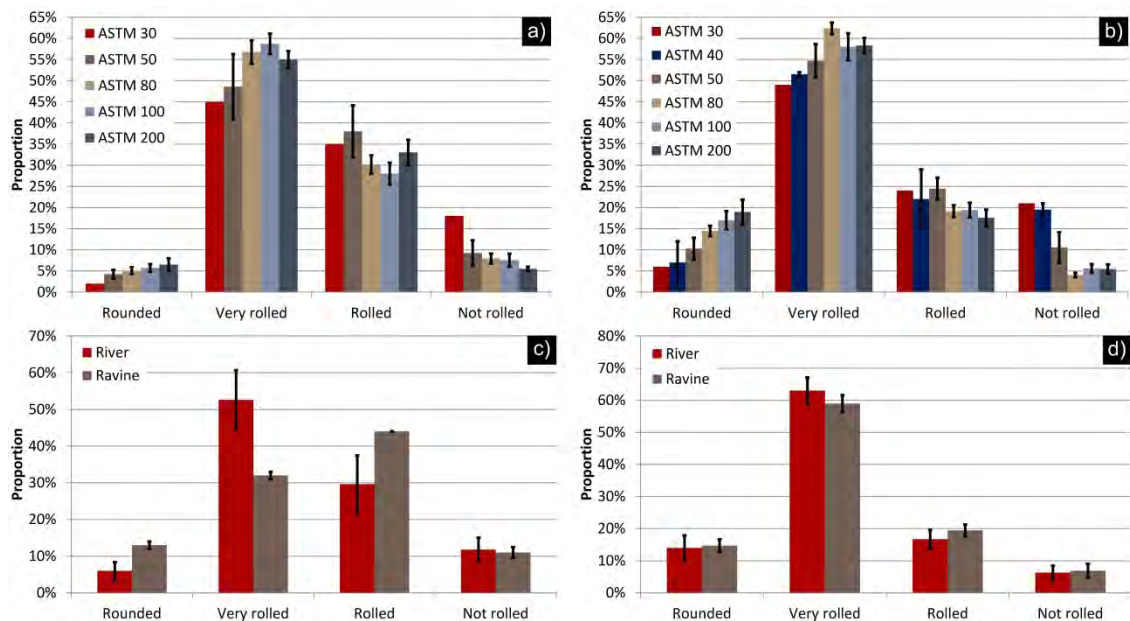 a)
Proportion
65%
60%
55%
50%
45%
40%
35%
30%
25%
20%
15%
10%
5%
0%
ASTM 30
ASTM 50
ASTM 80
ASTM 100
ASTM 200
Rounded Very rolled Rolled Not rolled
b)
Proportion
65%
60%
55%
50%
45%
40%
35%
30%
25%
20%
15%
10%
5%
0%
ASTM 30
ASTM 40
ASTM 50
ASTM 80
ASTM 100
ASTM 200
Rounded Very rolled Rolled Not rolled
c)
Proportion
70%
60%
50%
40%
30%
20%
10%
0%
River
Ravine
Rounded Very rolled Rolled Not rolled
d)
Proportion
80%
70%
60%
50%
40%
30%
20%
10%
0%
River
Ravine
Rounded Very rolled Rolled Not rolled